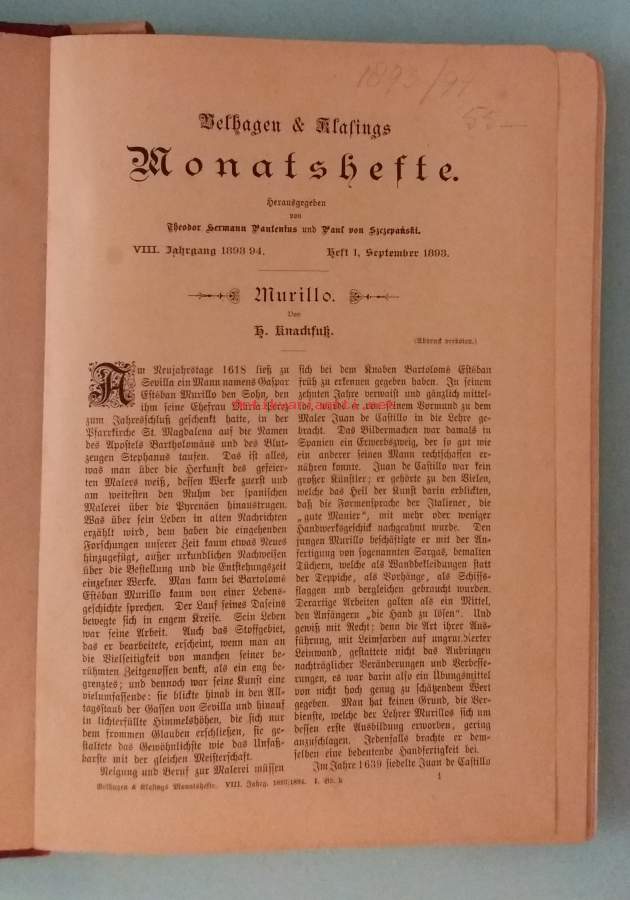 1893/94
55—
Velhagen & Klasings
Monatshefte.
Herausgegeben
von
Theodor Hermann Pantenius und Paul von Szczepański.
VIII. Jahrgang 1893/94.
Heft 1, September 1893.
Murillo.
Von
H. Knackfuß.
(Abdruck verboten.)
Am Neujahrstage 1618 ließ zu
Sevilla ein Mann namens Gaspar
Estéban Murillo den Sohn, den
ihm seine Ehefrau Maria Perez
zum Jahresschluß geschenkt hatte, in der
Pfarrkirche St. Magdalena auf die Namen
des Apostels Bartholomäus und des Blut-
zeugen Stephanus taufen. Das ist alles,
was man über die Herkunft des gefeier-
ten Malers weiß, dessen Werke zuerst und
am weitesten den Ruhm der spanischen
Malerei über die Pyrenäen hinaustrugen.
Was über sein Leben in alten Nachrichten
erzählt wird, dem haben die eingehenden
Forschungen unserer Zeit kaum etwas Neues
hinzugefügt, außer urkundlichen Nachweisen
über die Bestellung und die Entstehungszeit
einzelner Werke. Man kann bei Bartolomé
Estéban Murillo kaum von einer Lebens-
geschichte sprechen. Der Lauf seines Daseins
bewegte sich in engem Kreise. Sein Leben
war seine Arbeit. Auch das Stoffgebiet,
das er bearbeitete, erscheint, wenn man an
die Vielseitigkeit von manchen seiner be-
rühmten Zeitgenossen denkt, als ein eng be-
grenztes; und dennoch war seine Kunst eine
vielumfassende: sie blickte hinab in den All-
tagsstaub der Gassen von Sevilla und hinauf
in lichterfüllte Himmelshöhen, die sich nur
dem frommen Glauben erschließen, sie ge-
staltete das Gewöhnlichste wie das Unfaß-
barste mit der gleichen Meisterschaft.
Neigung und Beruf zur Malerei müssen
sich bei dem Knaben Bartolomé Estéban
früh zu erkennen gegeben haben. In seinem
zehnten Jahre verwaist und gänzlich mittel-
los, wurde er von seinem Vormund zu dem
Maler Juan de Castillo in die Lehre ge-
bracht. Das Bildermachen war damals in
Spanien ein Erwerbszweig, der so gut wie
ein anderer seinen Mann rechtschaffen er-
nähren konnte. Juan de Castillo war kein
großer Künstler; er gehörte zu den Vielen,
welche das Heil der Kunst darin erblickten,
daß die Formensprache der Italiener, die
„gute Manier“, mit mehr oder weniger
Handwerksgeschick nachgeahmt wurde. Den
jungen Murillo beschäftigte er mit der An-
fertigung von sogenannten Sargas, bemalten
Tüchern, welche als Wandbekleidungen statt
der Teppiche, als Vorhänge, als Schiffs-
flaggen und dergleichen gebraucht wurden.
Derartige Arbeiten galten als ein Mittel,
den Anfängern „die Hand zu lösen“. Und
gewiß mit Recht; denn die Art ihrer Aus-
führung, mit Leimfarben auf ungrundierter
Leinwand, gestattete nicht das Anbringen
nachträglicher Veränderungen und Verbesse-
rungen, es war darin also ein Übungsmittel
von nicht hoch genug zu schätzendem Wert
gegeben. Man hat keinen Grund, die Ver-
dienste, welche der Lehrer Murillos sich um
dessen erste Ausbildung erworben, gering
anzuschlagen. Jedenfalls brachte er dem-
selben eine bedeutende Handfertigkeit bei.
Im Jahre 1639 siedelte Juan de Castillo
Velhagen & Klasings Monatshefte. VIII. Jahrg. 1893/1894. I. Bd.
1